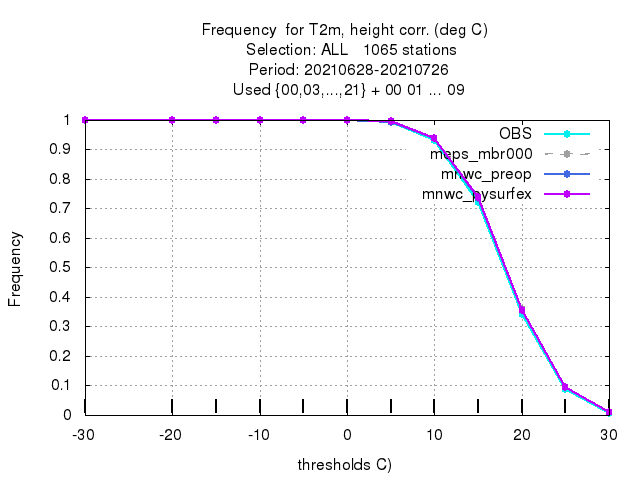 Frequency  for T2m, height corr. (deg C)
Selection: ALL   1065 stations
Period: 20210628-20210726
Used {00,03,...,21} + 00 01 ... 09
1
0.9
0.8
0.7
0.6
0.5
0.4
0.3
0.2
0.1
0
Frequency
OBS
meps_mbr000
mnwc_preop
mnwc_pysurfex
-30
-20
-10
0
10
20
30
thresholds C)